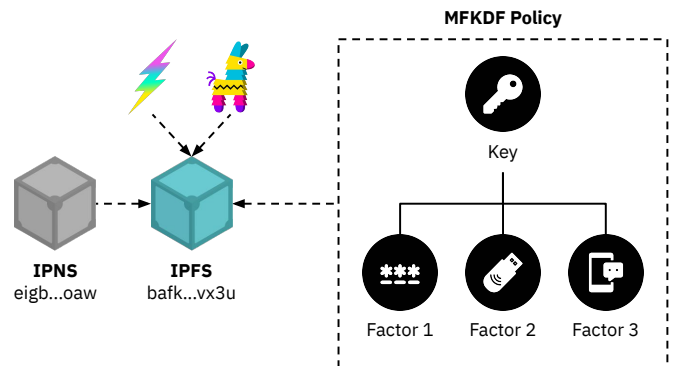 MFKDF Policy
Key
IPNS
eigb...oaw
IPFS
bafk...vx3u
***
Factor 1
Factor 2
Factor 3